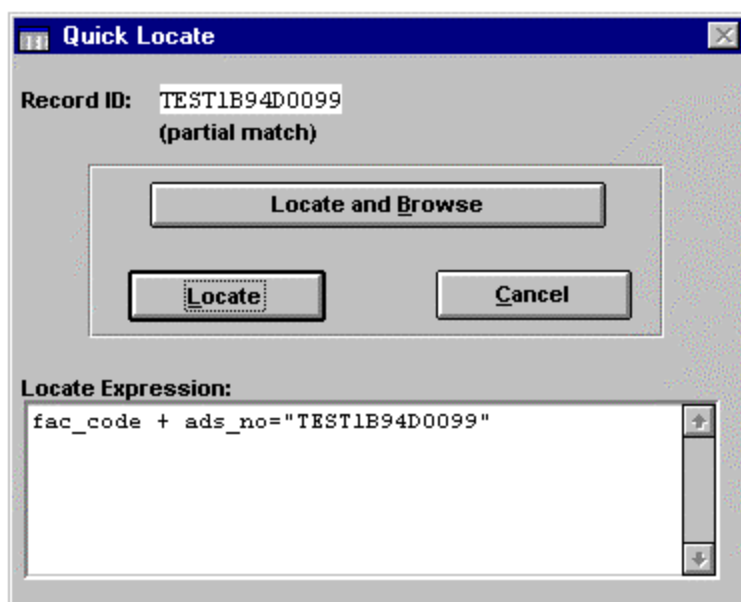 Quick Locate
Record ID: TEST1B94D0099
(partial match)
Locate and Browse
Locate
Cancel
Locate Expression:
fac_code + ads_no="TEST1B94D0099"